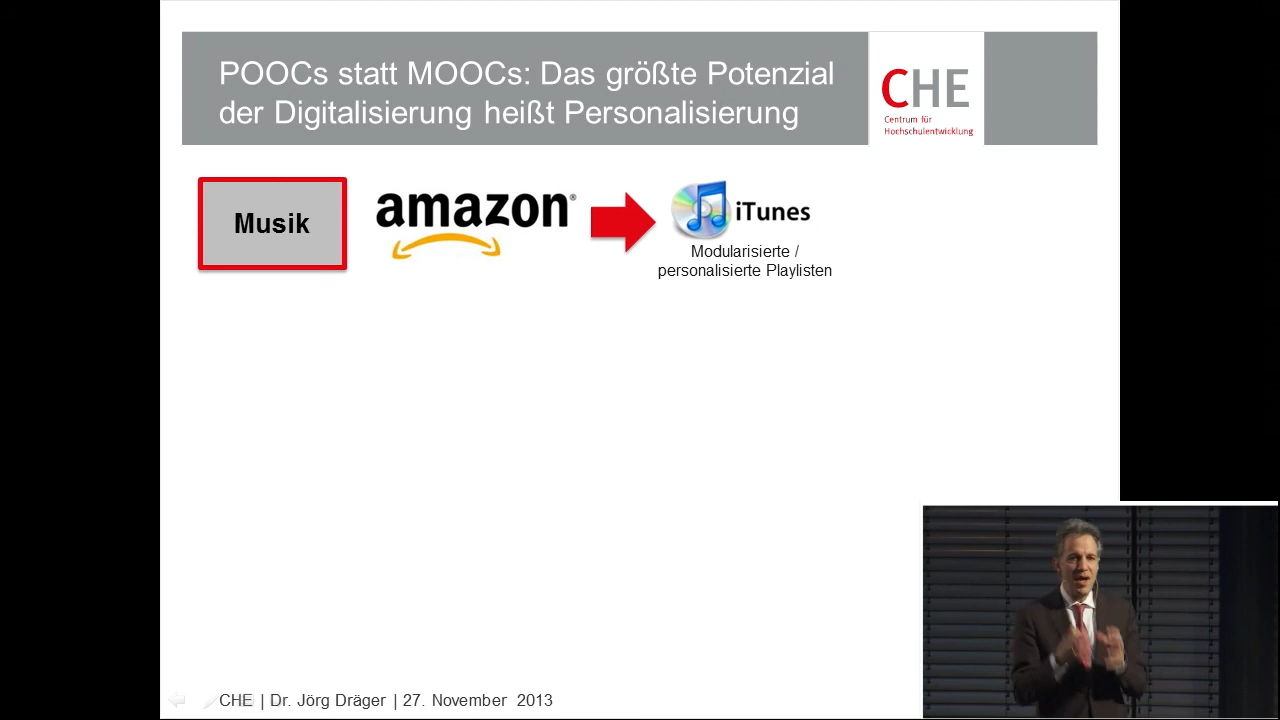 POOCs statt MOOCs: Das größte Potenzial
der Digitalisierung heißt Personalisierung
CHE
Centrum für
Hochschulentwicklung
Musik
amazon®
iTunes
Modularisierte /
personalisierte Playlisten
CHE | Dr. Jörg Dräger | 27. November 2013